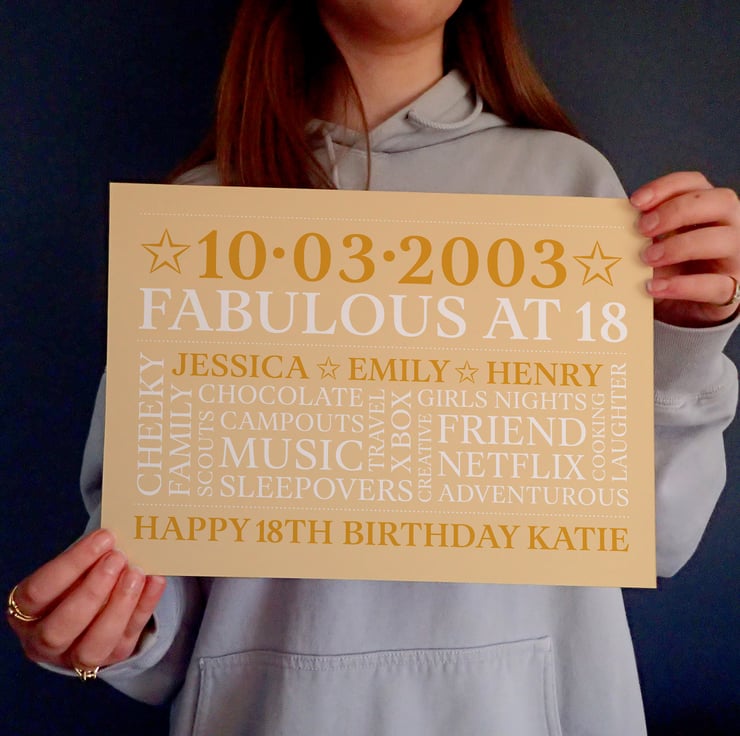 ☆10·03·2003☆
FABULOUS AT 18
JESSICA ☆ EMILY ☆ HENRY
CHEEKY
FAMILY
SCOUTS
CHOCOLATE
CAMPOUTS
MUSIC
SLEEPOVERS
TRAVEL
XBOX
CREATIVE
GIRLS NIGHTS
FRIEND
NETFLIX
ADVENTUROUS
COOKING
LAUGHTER
HAPPY 18TH BIRTHDAY KATIE